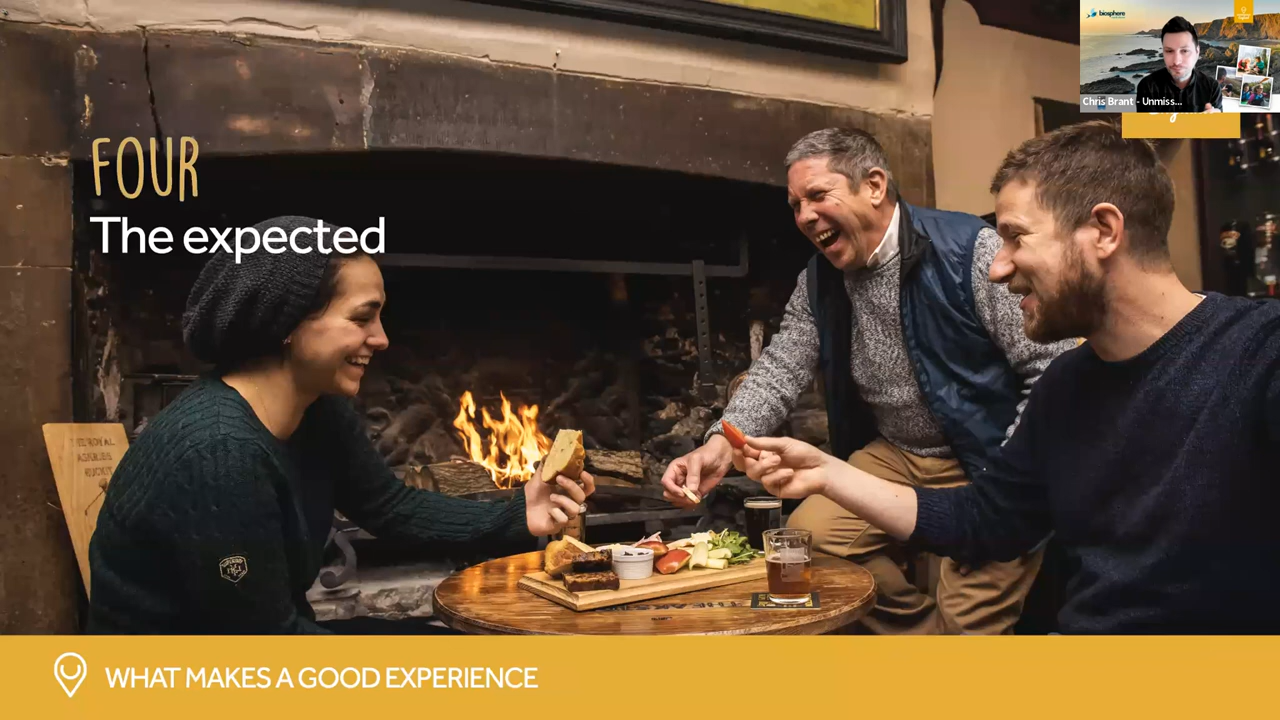 biosphere
Chris Brant - Unmiss...
FOUR
The expected
WHAT MAKES A GOOD EXPERIENCE